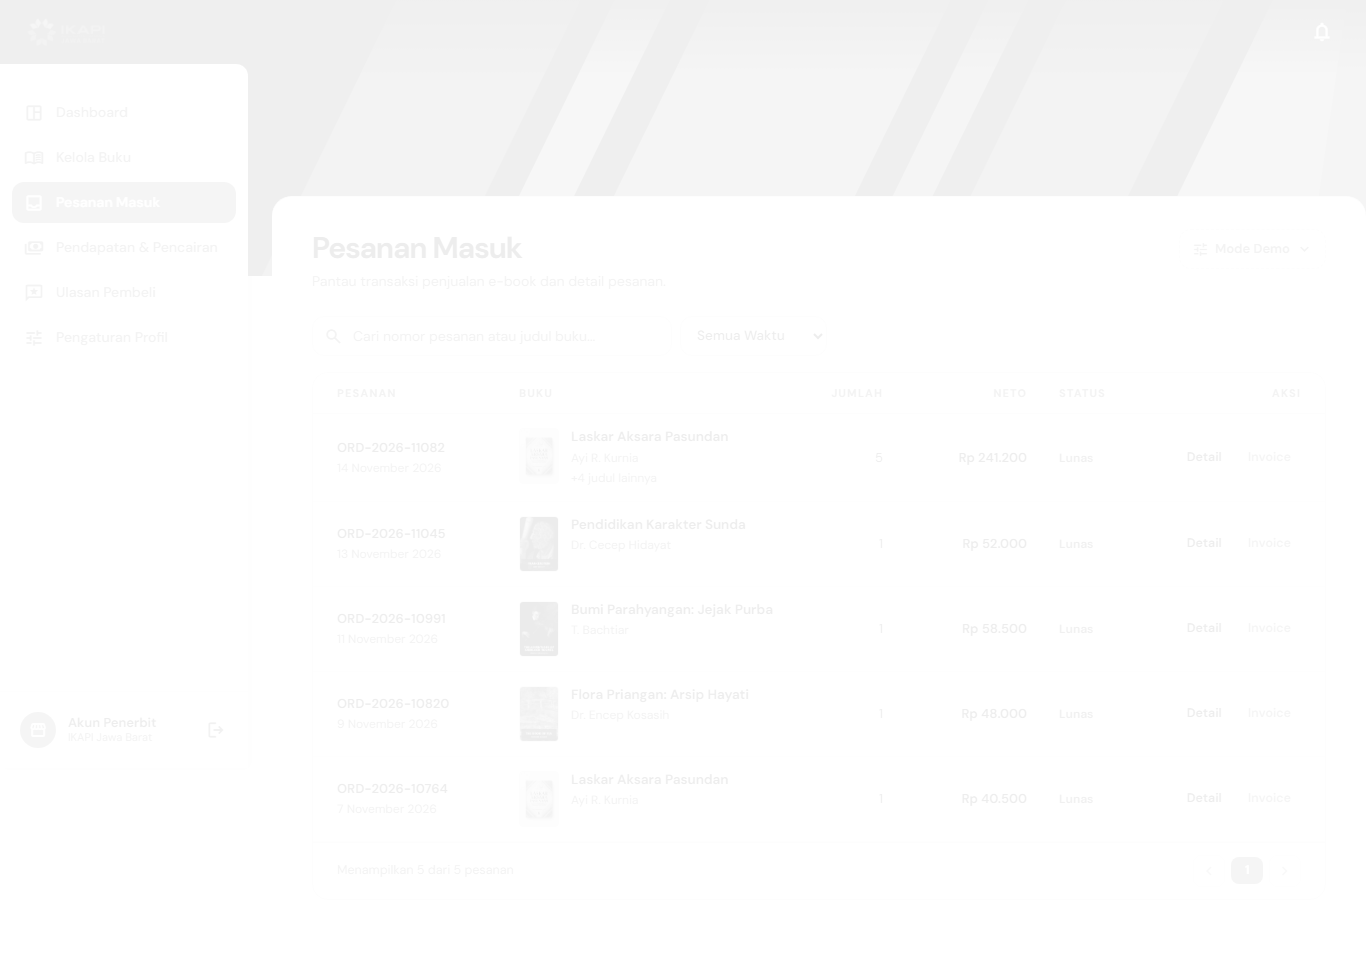 IKAPI
Dashboard
Kelola Buku
Pesanan Masuk
Pendapatan & Pencairan
Ulasan Pembeli
Pengaturan Profil
Akun Penerbit
IKAPI Jawa Barat
Pesanan Masuk
Mode Demo
Pantau transaksi penjualan e-book dan detail pesanan.
Cari nomor pesanan atau judul buku...
Semua Waktu
PESANAN BUKU JUMLAH NETO STATUS AKSI
ORD-2026-11082
14 November 2026
Laskar Aksara Pasundan
Ayi R. Kurnia
+4 judul lainnya
5 Rp 241.200 Lunas Detail Invoice
ORD-2026-11045
13 November 2026
Pendidikan Karakter Sunda
Dr. Cecep Hidayat
1 Rp 52.000 Lunas Detail Invoice
ORD-2026-10991
11 November 2026
Bumi Parahyangan: Jejak Purba
T. Bachtiar
1 Rp 58.500 Lunas Detail Invoice
ORD-2026-10820
9 November 2026
Flora Priangan: Arsip Hayati
Dr. Encep Kosasih
1 Rp 48.000 Lunas Detail Invoice
ORD-2026-10764
7 November 2026
Laskar Aksara Pasundan
Ayi R. Kurnia
1 Rp 40.500 Lunas Detail Invoice
Menampilkan 5 dari 5 pesanan
1